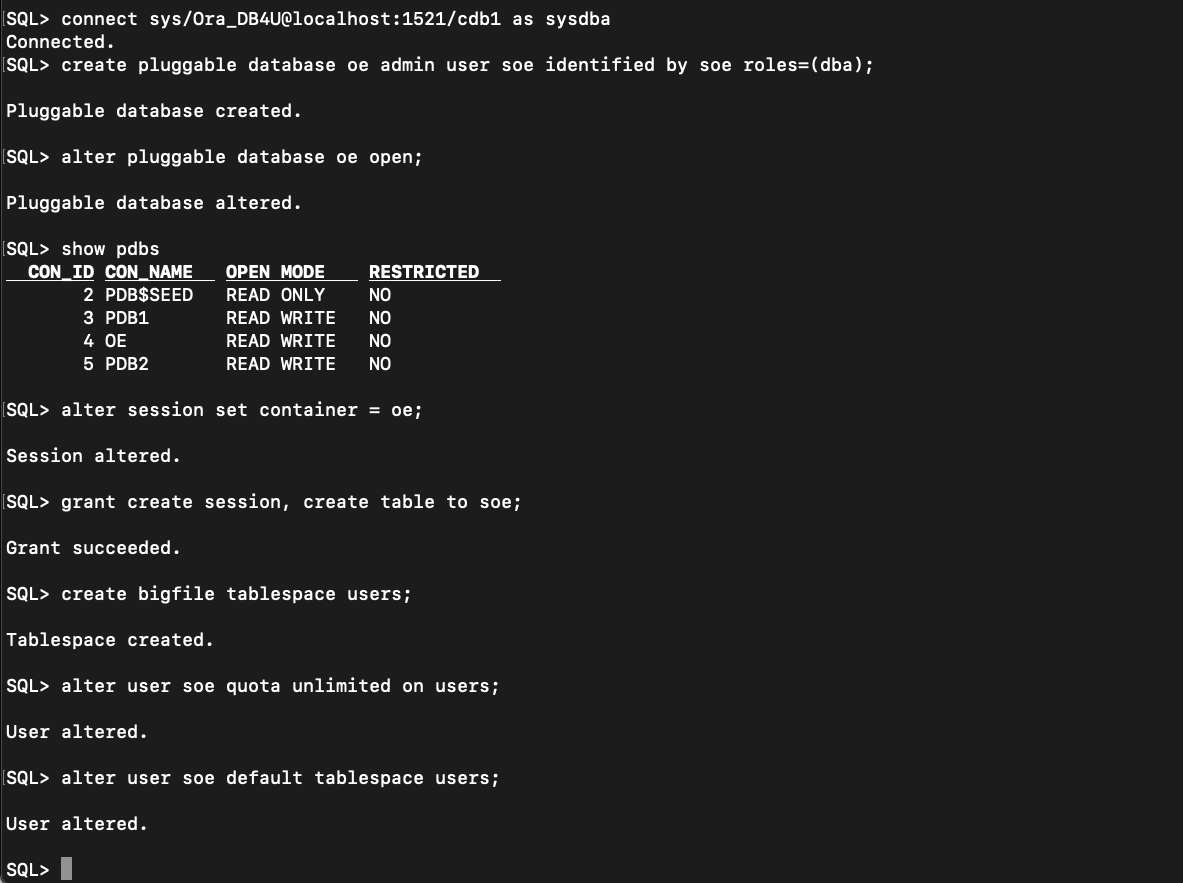 SQL> connect sys/Ora_DB4U@localhost:1521/cdb1 as sysdba
Connected.
SQL> create pluggable database oe admin user soe identified by soe roles=(dba);
Pluggable database created.
SQL> alter pluggable database oe open;
Pluggable database altered.
SQL> show pdbs
CON_ID CON_NAME OPEN MODE RESTRICTED
2 PDB$SEED READ ONLY NO
3 PDB1 READ WRITE NO
4 OE READ WRITE NO
5 PDB2 READ WRITE NO
SQL> alter session set container = oe;
Session altered.
SQL> grant create session, create table to soe;
Grant succeeded.
SQL> create bigfile tablespace users;
Tablespace created.
SQL> alter user soe quota unlimited on users;
User altered.
SQL> alter user soe default tablespace users;
User altered.
SQL>